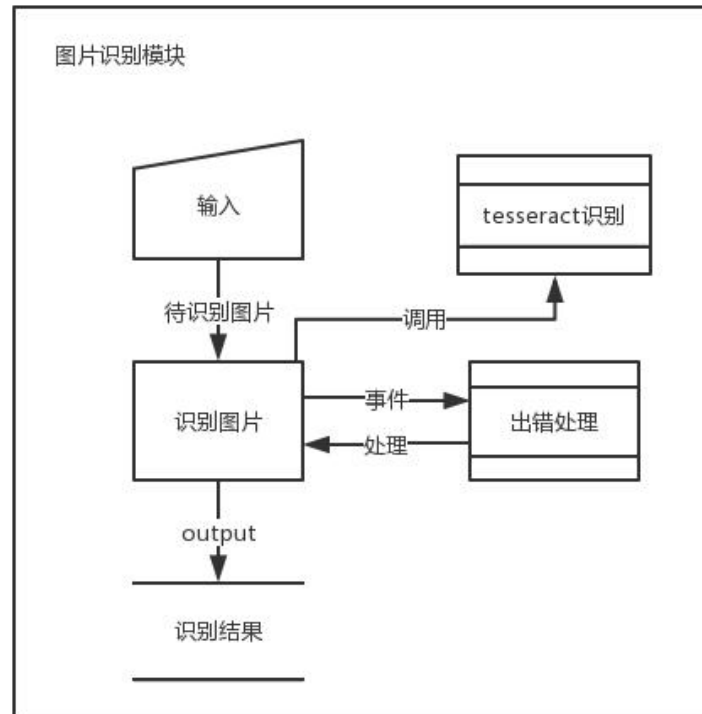 图片识别模块
输入
tesseract识别
待识别图片
调用
识别图片
事件
处理
出错处理
output
识别结果